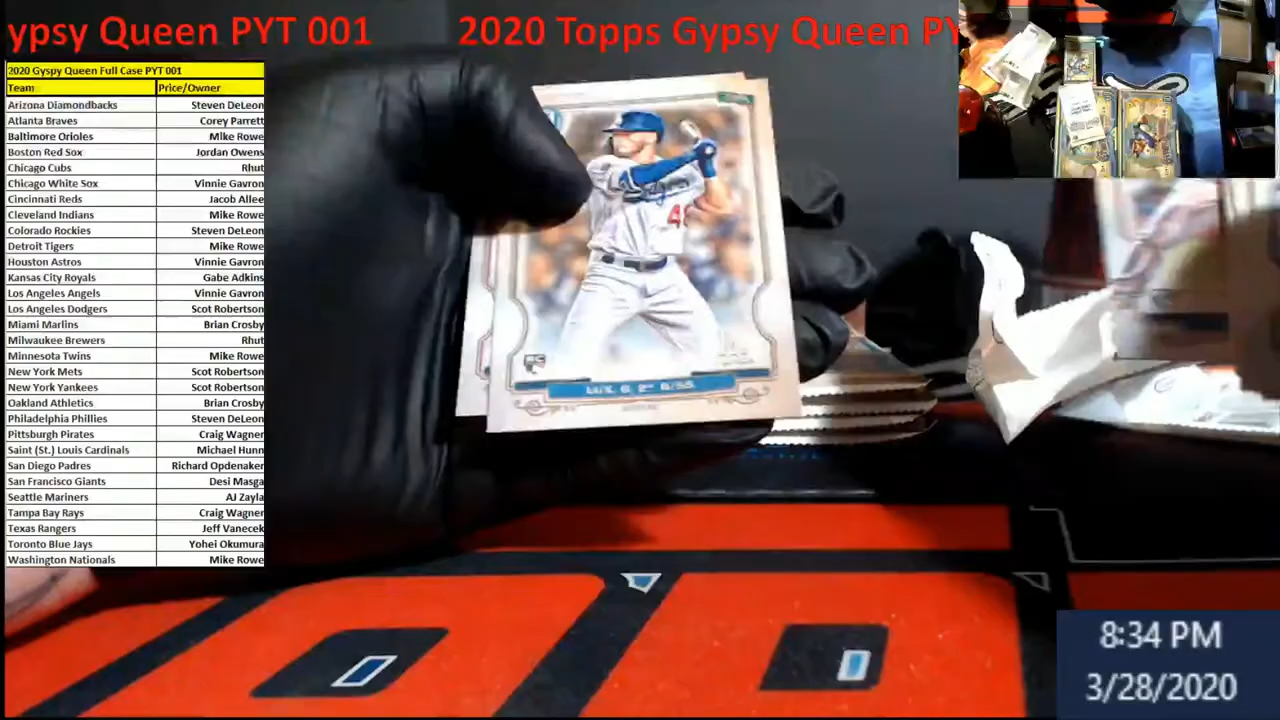 ypsy Queen PYT 001 2020 Topps Gypsy Queen PY
2020 Gyspy Queen Full Case PYT 001
Team Price/Owner
Arizona Diamondbacks Steven DeLeon
Atlanta Braves Corey Parrett
Baltimore Orioles Mike Rowe
Boston Red Sox Jordan Owens
Chicago Cubs Rhut
Chicago White Sox Vinnie Gavron
Cincinnati Reds Jacob Allee
Cleveland Indians Mike Rowe
Colorado Rockies Steven DeLeon
Detroit Tigers Mike Rowe
Houston Astros Vinnie Gavron
Kansas City Royals Gabe Adkins
Los Angeles Angels Vinnie Gavron
Los Angeles Dodgers Scot Robertson
Miami Marlins Brian Crosby
Milwaukee Brewers Rhut
Minnesota Twins Mike Rowe
New York Mets Scot Robertson
New York Yankees Scot Robertson
Oakland Athletics Brian Crosby
Philadelphia Phillies Steven DeLeon
Pittsburgh Pirates Craig Wagner
Saint (St.) Louis Cardinals Michael Hunn
San Diego Padres Richard Opdenaker
San Francisco Giants Desi Masga
Seattle Mariners AJ Zayla
Tampa Bay Rays Craig Wagner
Texas Rangers Jeff Vanecek
Toronto Blue Jays Yohei Okumura
Washington Nationals Mike Rowe
RC
8:34 PM
3/28/2020